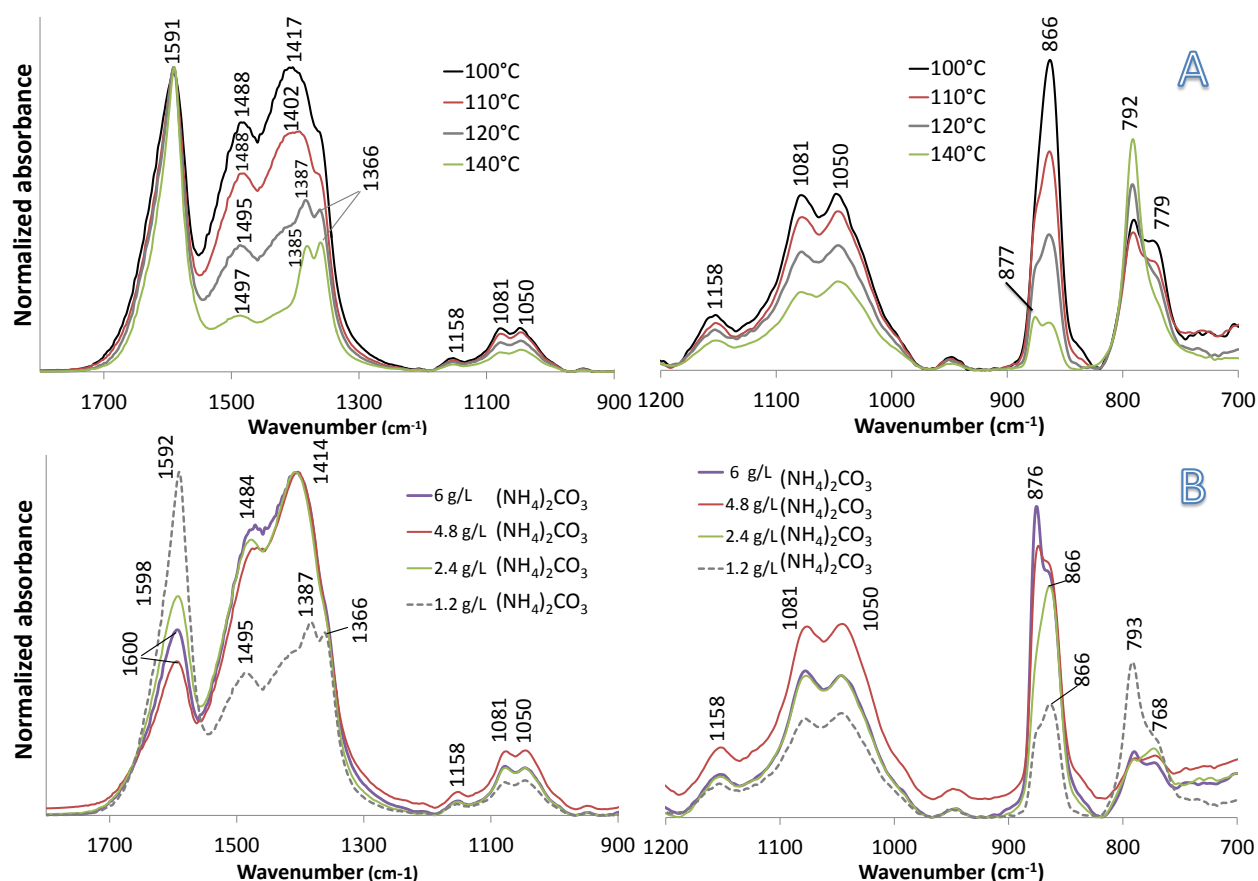 1591
1417
1488
1402
1488
1387
1366
1495
1385
1497
1158
1081
1050
100°C
110°C
120°C
140°C
Normalized absorbance
1700
1500
1300
1100
900
Wavenumber (cm-1)
A
866
792
779
1081
1050
1158
877
100°C
110°C
120°C
140°C
1200
1100
1000
900
800
700
Wavenumber (cm-1)
1592
1414
1484
1598
1600
1495
1387
1366
1158
1081
1050
6 g/L (NH4)2CO3
4.8 g/L (NH4)2CO3
2.4 g/L (NH4)2CO3
1.2 g/L (NH4)2CO3
Normalized absorbance
1700
1500
1300
1100
900
Wavenumber (cm-1)
B
6 g/L (NH4)2CO3
4.8 g/L (NH4)2CO3
2.4 g/L (NH4)2CO3
1.2 g/L (NH4)2CO3
876
866
866
793
768
1081
1050
1158
1200
1100
1000
900
800
700
Wavenumber (cm-1)